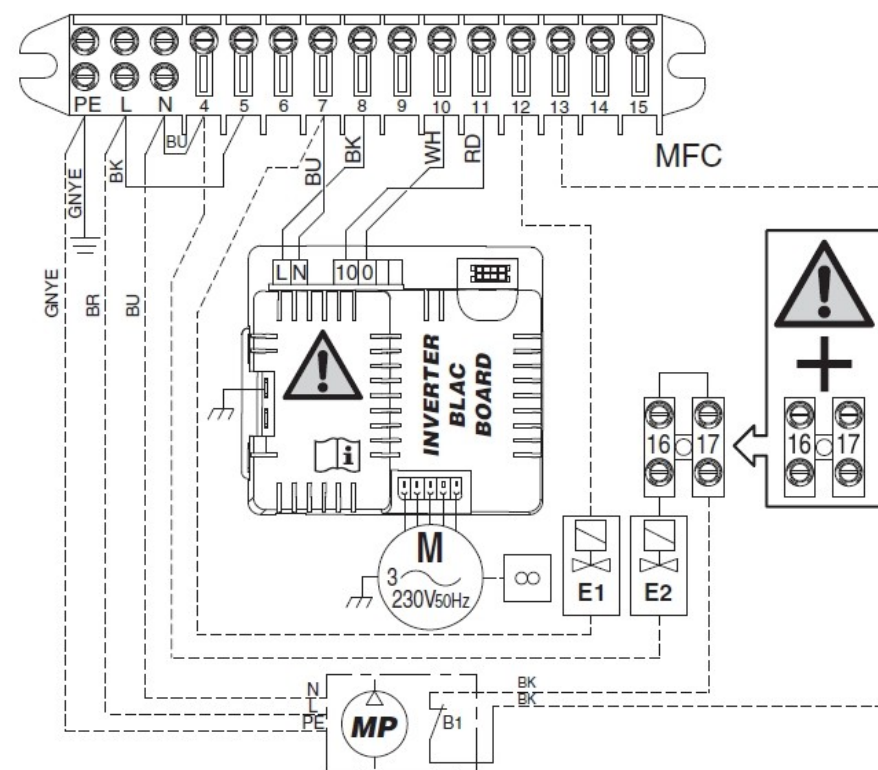 PE L N 4 5 6 7 8 9 10 11 12 13 14 15
MFC
BU
GNYE
BK
BU
BK
WH
RD
GNYE
BR
BU
L N 10 0
INVERTER
BLAC
BOARD
i
16 17
16 17
M
3
230V50Hz
∞
E1
E2
N
L
PE
MP
B1
BK
BK